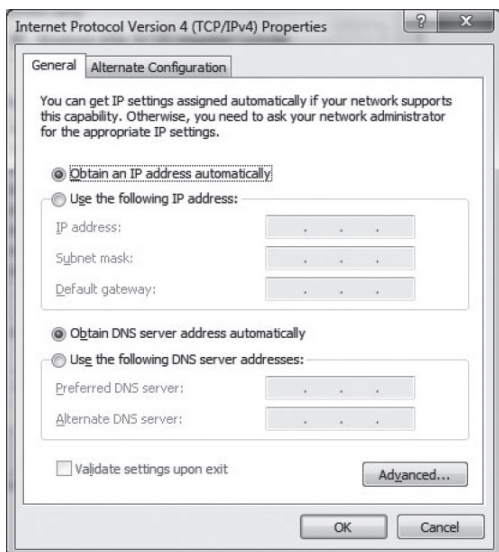 Internet Protocol Version 4 (TCP/IPv4) Properties
General
Alternate Configuration
You can get IP settings assigned automatically if your network supports
this capability. Otherwise, you need to ask your network administrator
for the appropriate IP settings.
Obtain an IP address automatically
Use the following IP address:
IP address:
Subnet mask:
Default gateway:
Obtain DNS server address automatically
Use the following DNS server addresses:
Preferred DNS server:
Alternate DNS server:
Validate settings upon exit
Advanced...
OK
Cancel